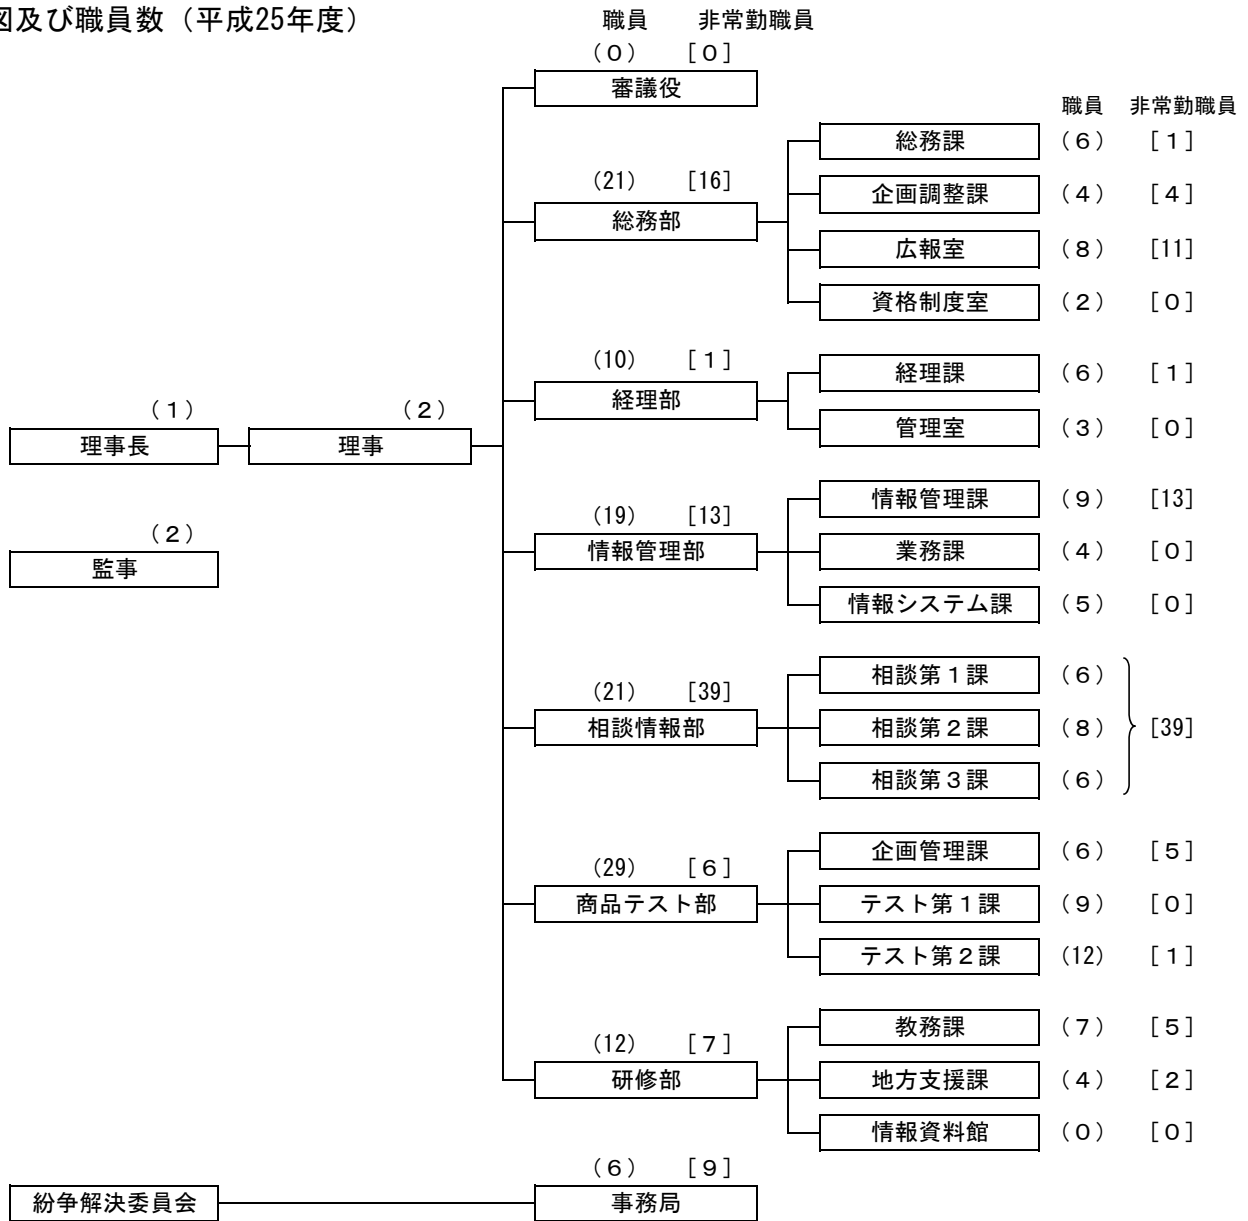 図及び職員数（平成25年度）
職員 非常勤職員
(０) [０]
審議役
職員 非常勤職員
総務課 (６) [１]
(21) [16]
企画調整課 (４) [４]
総務部
広報室 (８) [11]
資格制度室 (２) [０]
(10) [１]
経理課 (６) [１]
経理部
管理室 (３) [０]
(１) (２)
理事長 理事
情報管理課 (９) [13]
(19) [13]
情報管理部
業務課 (４) [０]
(２)
監事
情報システム課 (５) [０]
相談第１課 (６)
(21) [39]
相談情報部
相談第２課 (８) [39]
相談第３課 (６)
企画管理課 (６) [５]
(29) [６]
商品テスト部
テスト第１課 (９) [０]
テスト第２課 (12) [１]
教務課 (７) [５]
(12) [７]
研修部
地方支援課 (４) [２]
情報資料館 (０) [０]
(６) [９]
紛争解決委員会 事務局